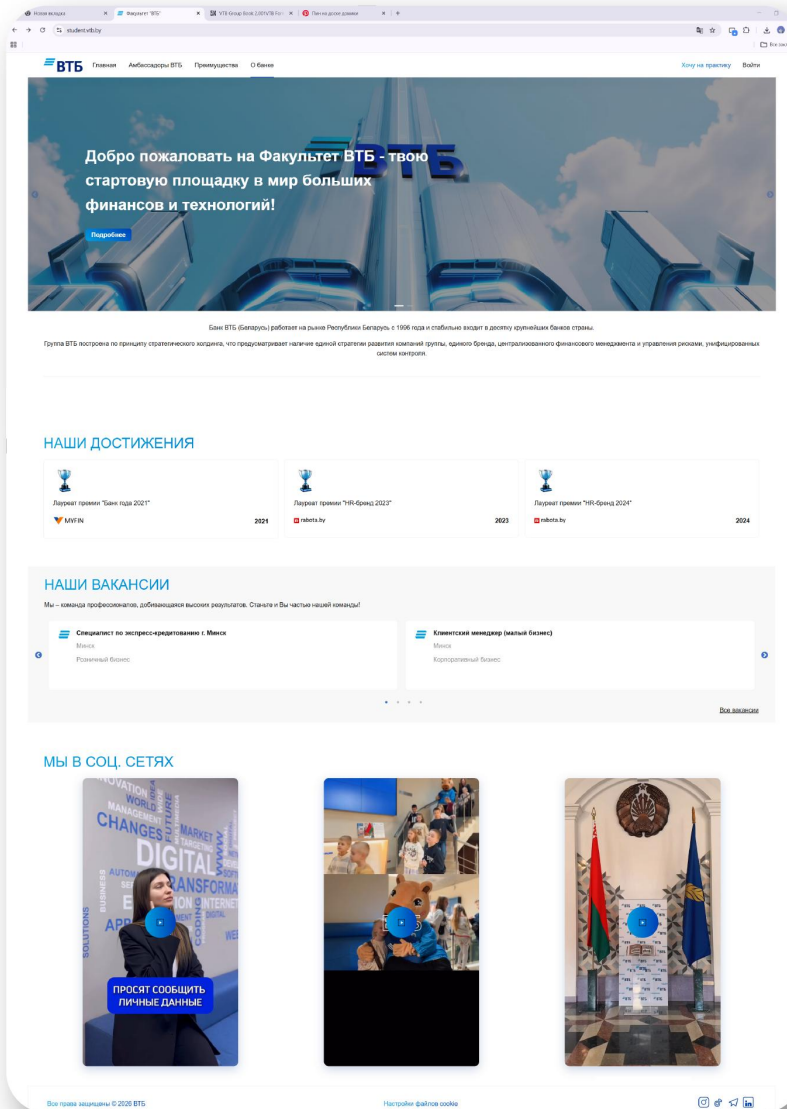 Новая вкладка
Факультет "ВТБ"
VTB Group Book 2.001VTB For
Пин на доске домики
student.vtb.by
ВТБ
Главная Амбассадоры ВТБ Преимущества О банке Хочу на практику Войти
ВТБ
Добро пожаловать на Факультет ВТБ - твою
стартовую площадку в мир больших
финансов и технологий!
Подробнее
Банк ВТБ (Беларусь) работает на рынке Республики Беларусь с 1996 года и стабильно входит в десятку крупнейших банков страны.
Группа ВТБ построена по принципу стратегического холдинга, что предусматривает наличие единой стратегии развития компаний группы, единого бренда, централизованного финансового менеджмента и управления рисками, унифицированных
систем контроля.
НАШИ ДОСТИЖЕНИЯ
Лауреат премии "Банк года 2021"
MYFIN 2021
Лауреат премии "HR-бренд 2023"
rabota.by 2023
Лауреат премии "HR-бренд 2024"
rabota.by 2024
НАШИ ВАКАНСИИ
Мы – команда профессионалов, добивающаяся высоких результатов. Станьте и Вы частью нашей команды!
Специалист по экспресс-кредитованию г. Минск
Минск
Розничный бизнес
Клиентский менеджер (малый бизнес)
Минск
Корпоративный бизнес
Все вакансии
МЫ В СОЦ. СЕТЯХ
INNOVATION
WORLD IDEA
MANAGEMENT
FUTURE
CHANGES
MARKET
TARGETING
DIGITAL
WWW
BUSINESS
SOLUTIONS
INTERNET
CODING
ПРОСЯТ СООБЩИТЬ
ЛИЧНЫЕ ДАННЫЕ
Все права защищены © 2026 ВТБ
Настройки файлов cookie